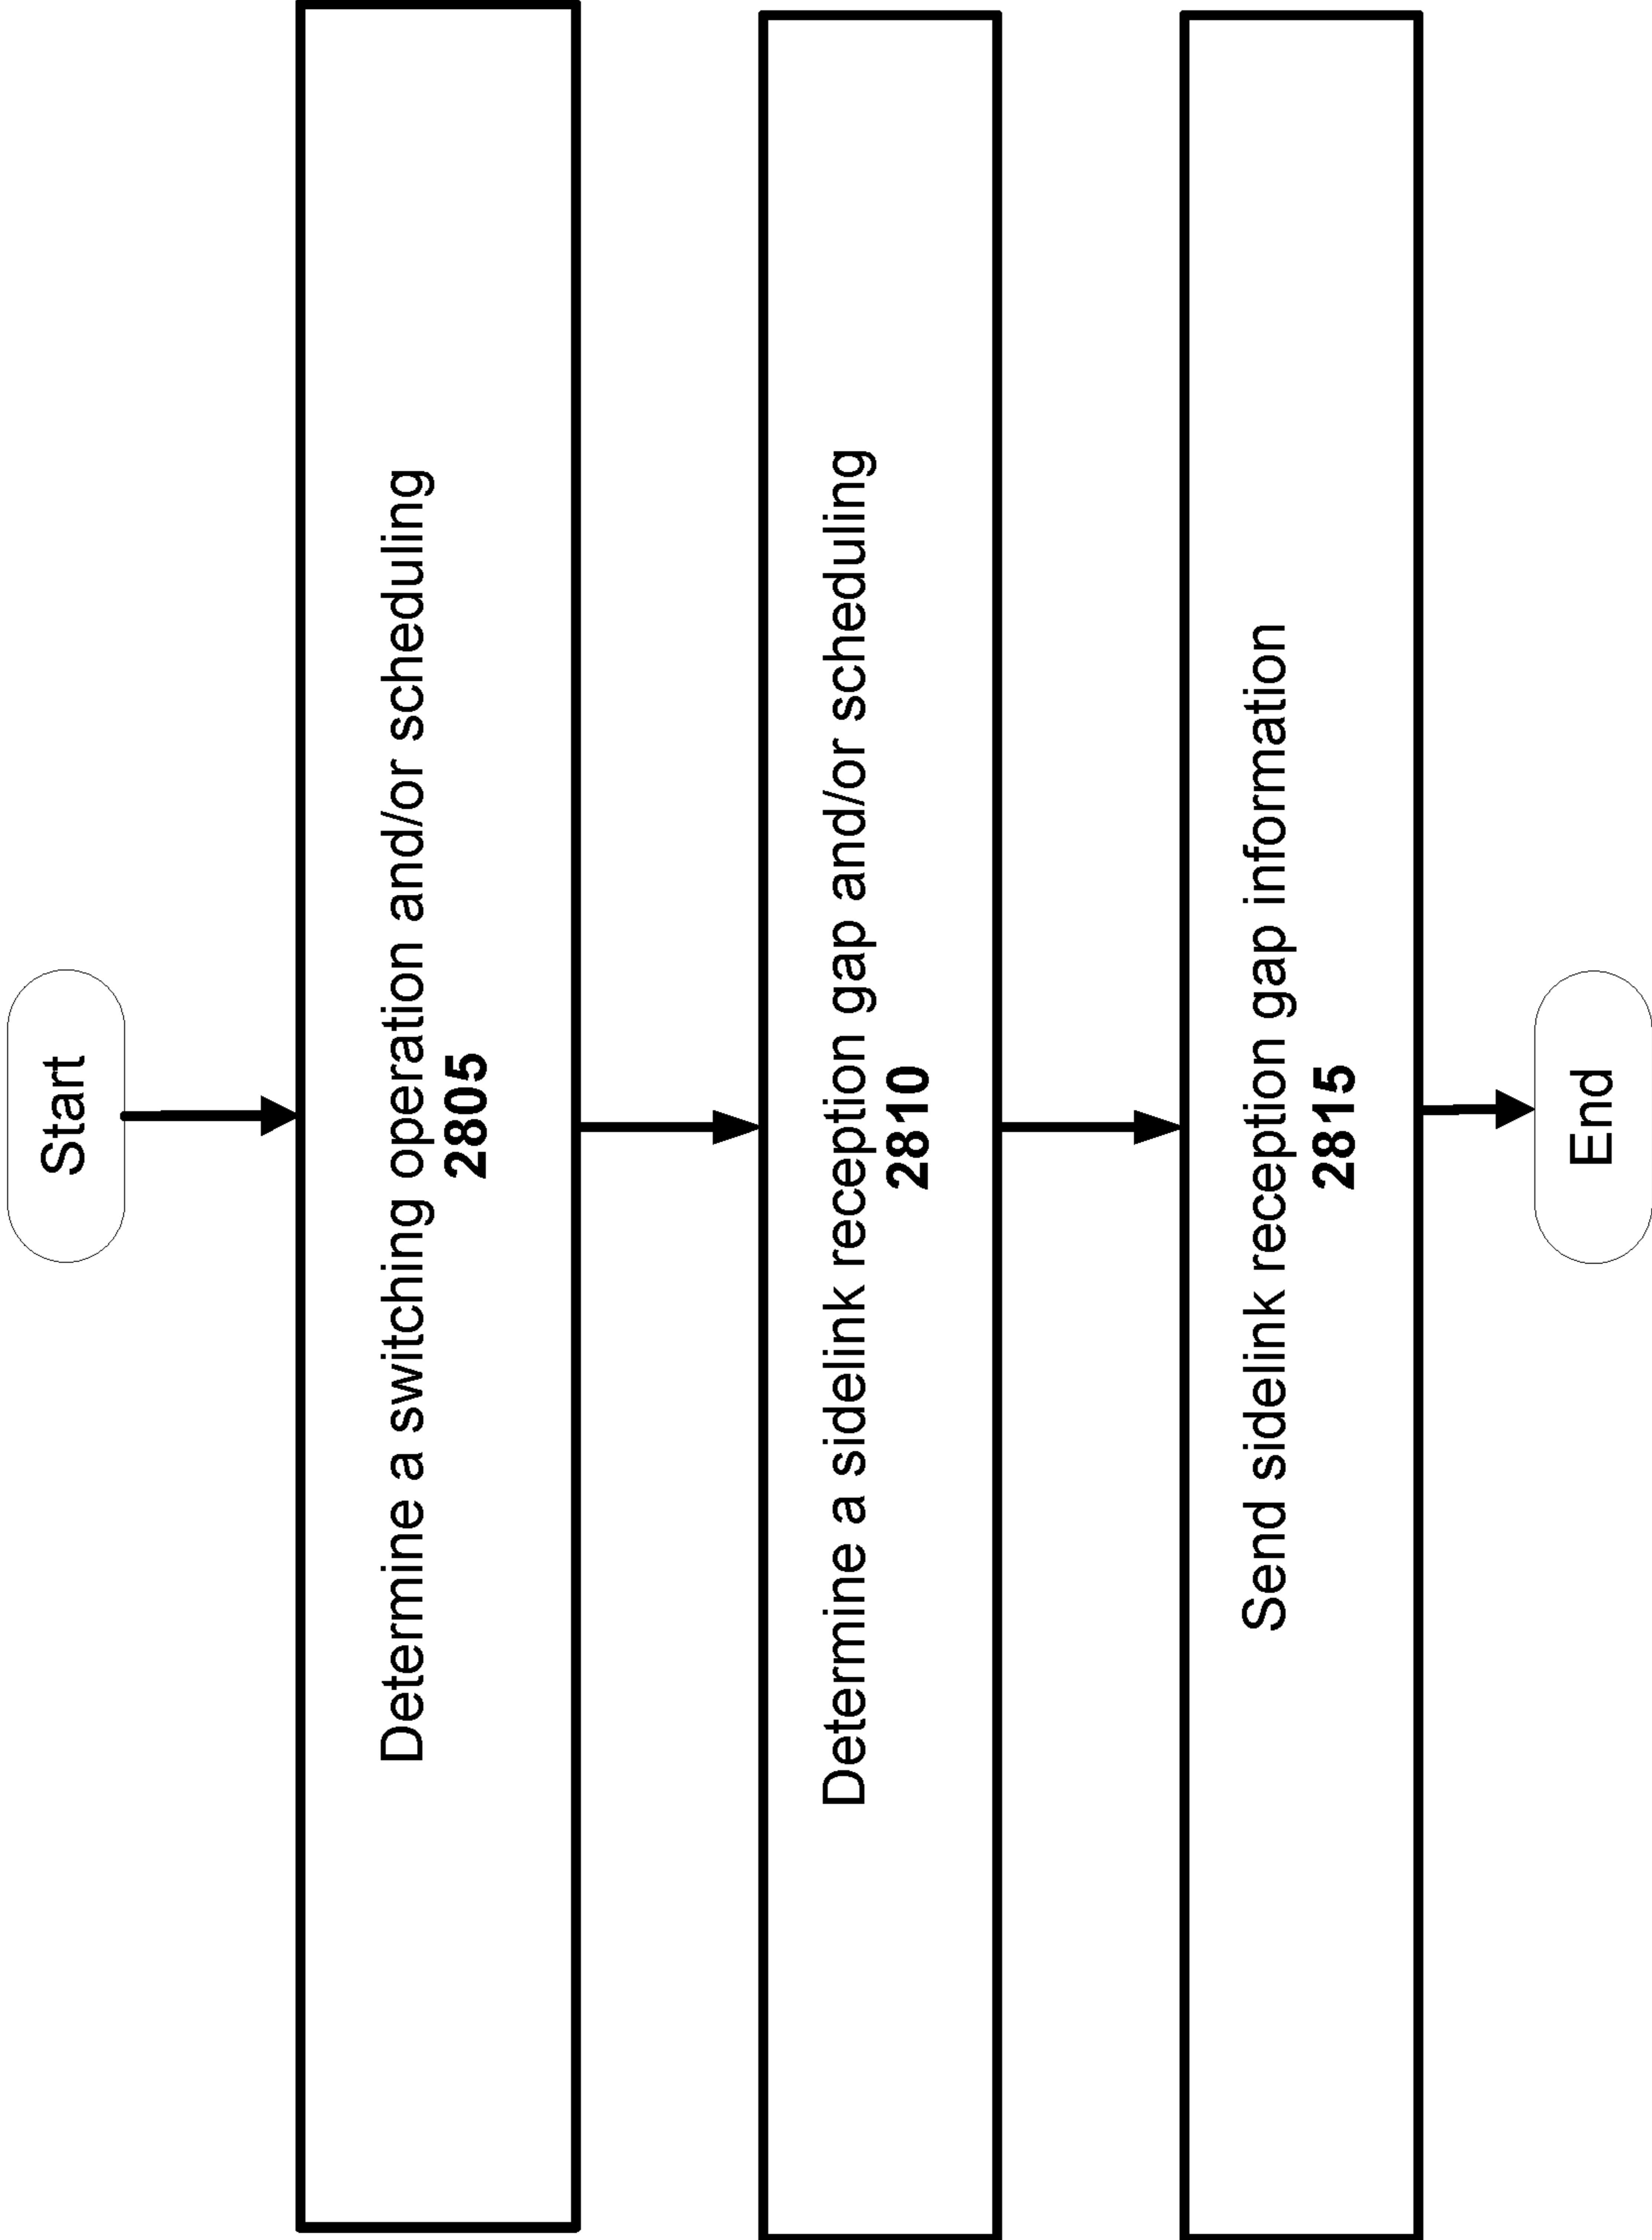 Start
Determine a switching operation and/or scheduling
2805
Determine a sidelink reception gap and/or scheduling
2810
Send sidelink reception gap information
2815
End